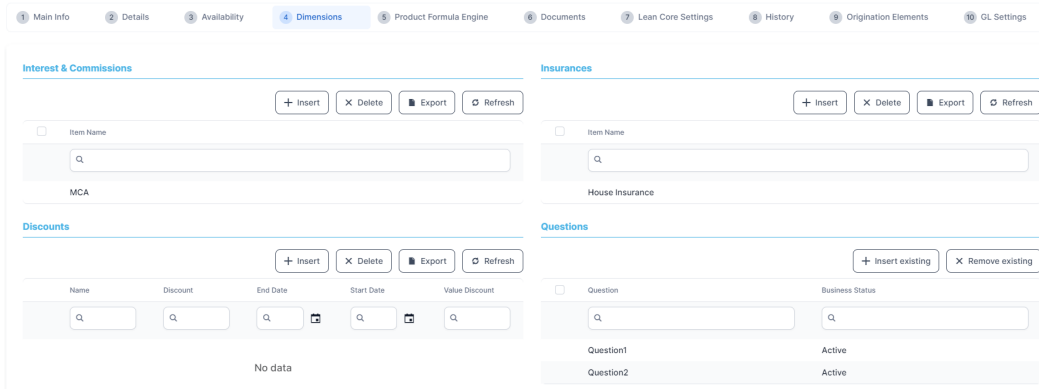 1 Main Info 2 Details 3 Availability 4 Dimensions 5 Product Formula Engine 6 Documents 7 Lean Core Settings 8 History 9 Origination Elements 10 GL Settings
Interest & Commissions
Insert Delete Export Refresh
Item Name
MCA
Insurances
Insert Delete Export Refresh
Item Name
House Insurance
Discounts
Insert Delete Export Refresh
Name Discount End Date Start Date Value Discount
No data
Questions
Insert existing Remove existing
Question Business Status
Question1 Active
Question2 Active